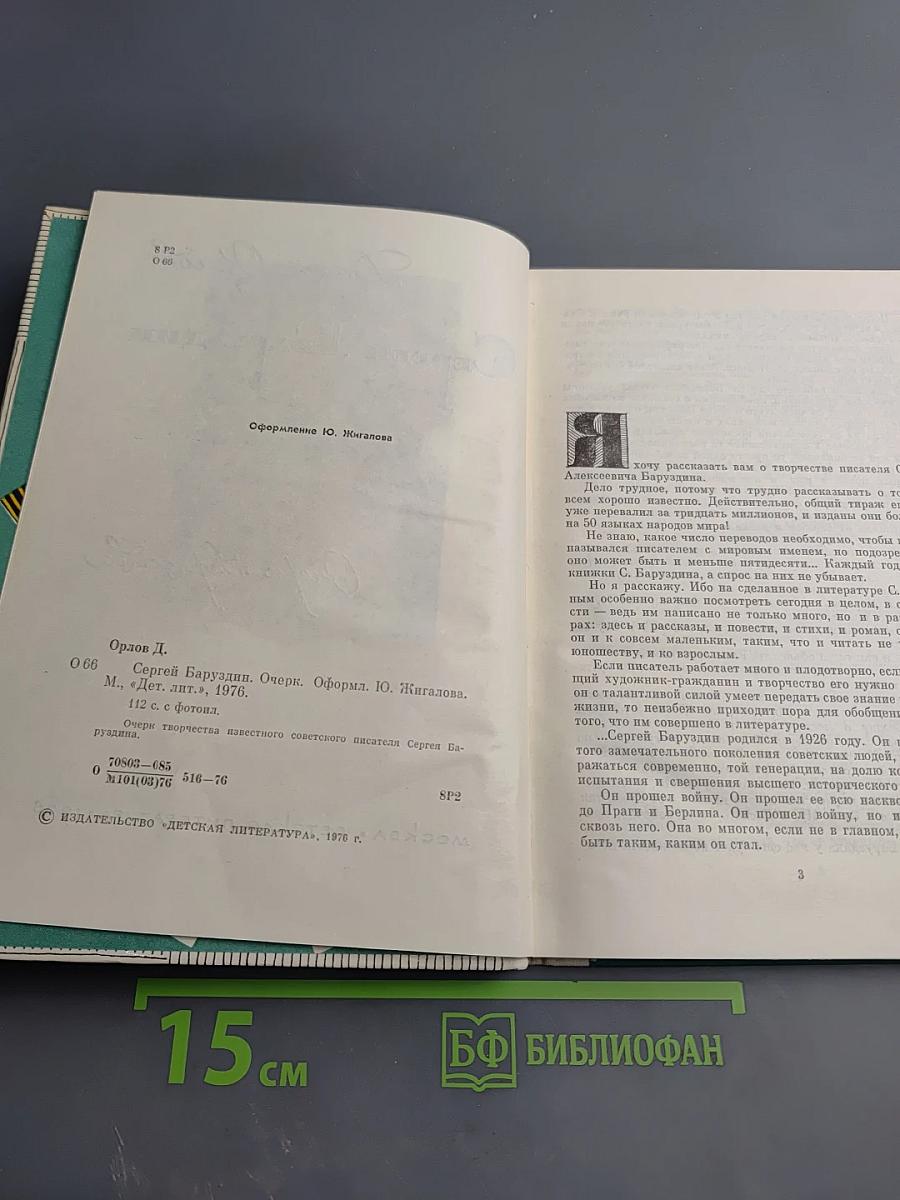 8 Р2
О 66
Оформление Ю. Жигалова
Орлов Д.
О 66
Сергей Баруздин. Очерк. Оформл. Ю. Жигалова.
М., «Дет. лит.», 1976.
112 с. с фотоил.
Очерк творчества известного советского писателя Сергея Ба-
руздина.
О 70803—085 516—76
№101(03)76
8Р2
© ИЗДАТЕЛЬСТВО «ДЕТСКАЯ ЛИТЕРАТУРА», 1976 г.
Я хочу рассказать вам о творчестве писателя С
Алексеевича Баруздина.
Дело трудное, потому что трудно рассказывать о то
всем хорошо известно. Действительно, общий тираж е
уже перевалил за тридцать миллионов, и изданы они бо
на 50 языках народов мира!
Не знаю, какое число переводов необходимо, чтобы
назывался писателем с мировым именем, но подозре
оно может быть и меньше пятидесяти... Каждый год
книжки С. Баруздина, а спрос на них не убывает.
Но я расскажу. Ибо на сделанное в литературе С.
ным особенно важно посмотреть сегодня в целом, в с
сти — ведь им написано не только много, но и в ра
рах: здесь и рассказы, и повести, и стихи, и роман, о
он и к совсем маленьким, таким, что и читать не
юношеству, и ко взрослым.
Если писатель работает много и плодотворно, есл
щий художник-гражданин и творчество его нужно
он с талантливой силой умеет передать свое знание
жизни, то неизбежно приходит пора для обобщен
того, что им совершено в литературе.
...Сергей Баруздин родился в 1926 году. Он
того замечательного поколения советских людей,
ражаться современно, той генерации, на долю ко
испытания и свершения высшего исторического
Он прошел войну. Он прошел ее всю наскво
до Праги и Берлина. Он прошел войну, но и
сквозь него. Она во многом, если не в главном,
быть таким, каким он стал.
3
15 см
БФ БИБЛИОФАН